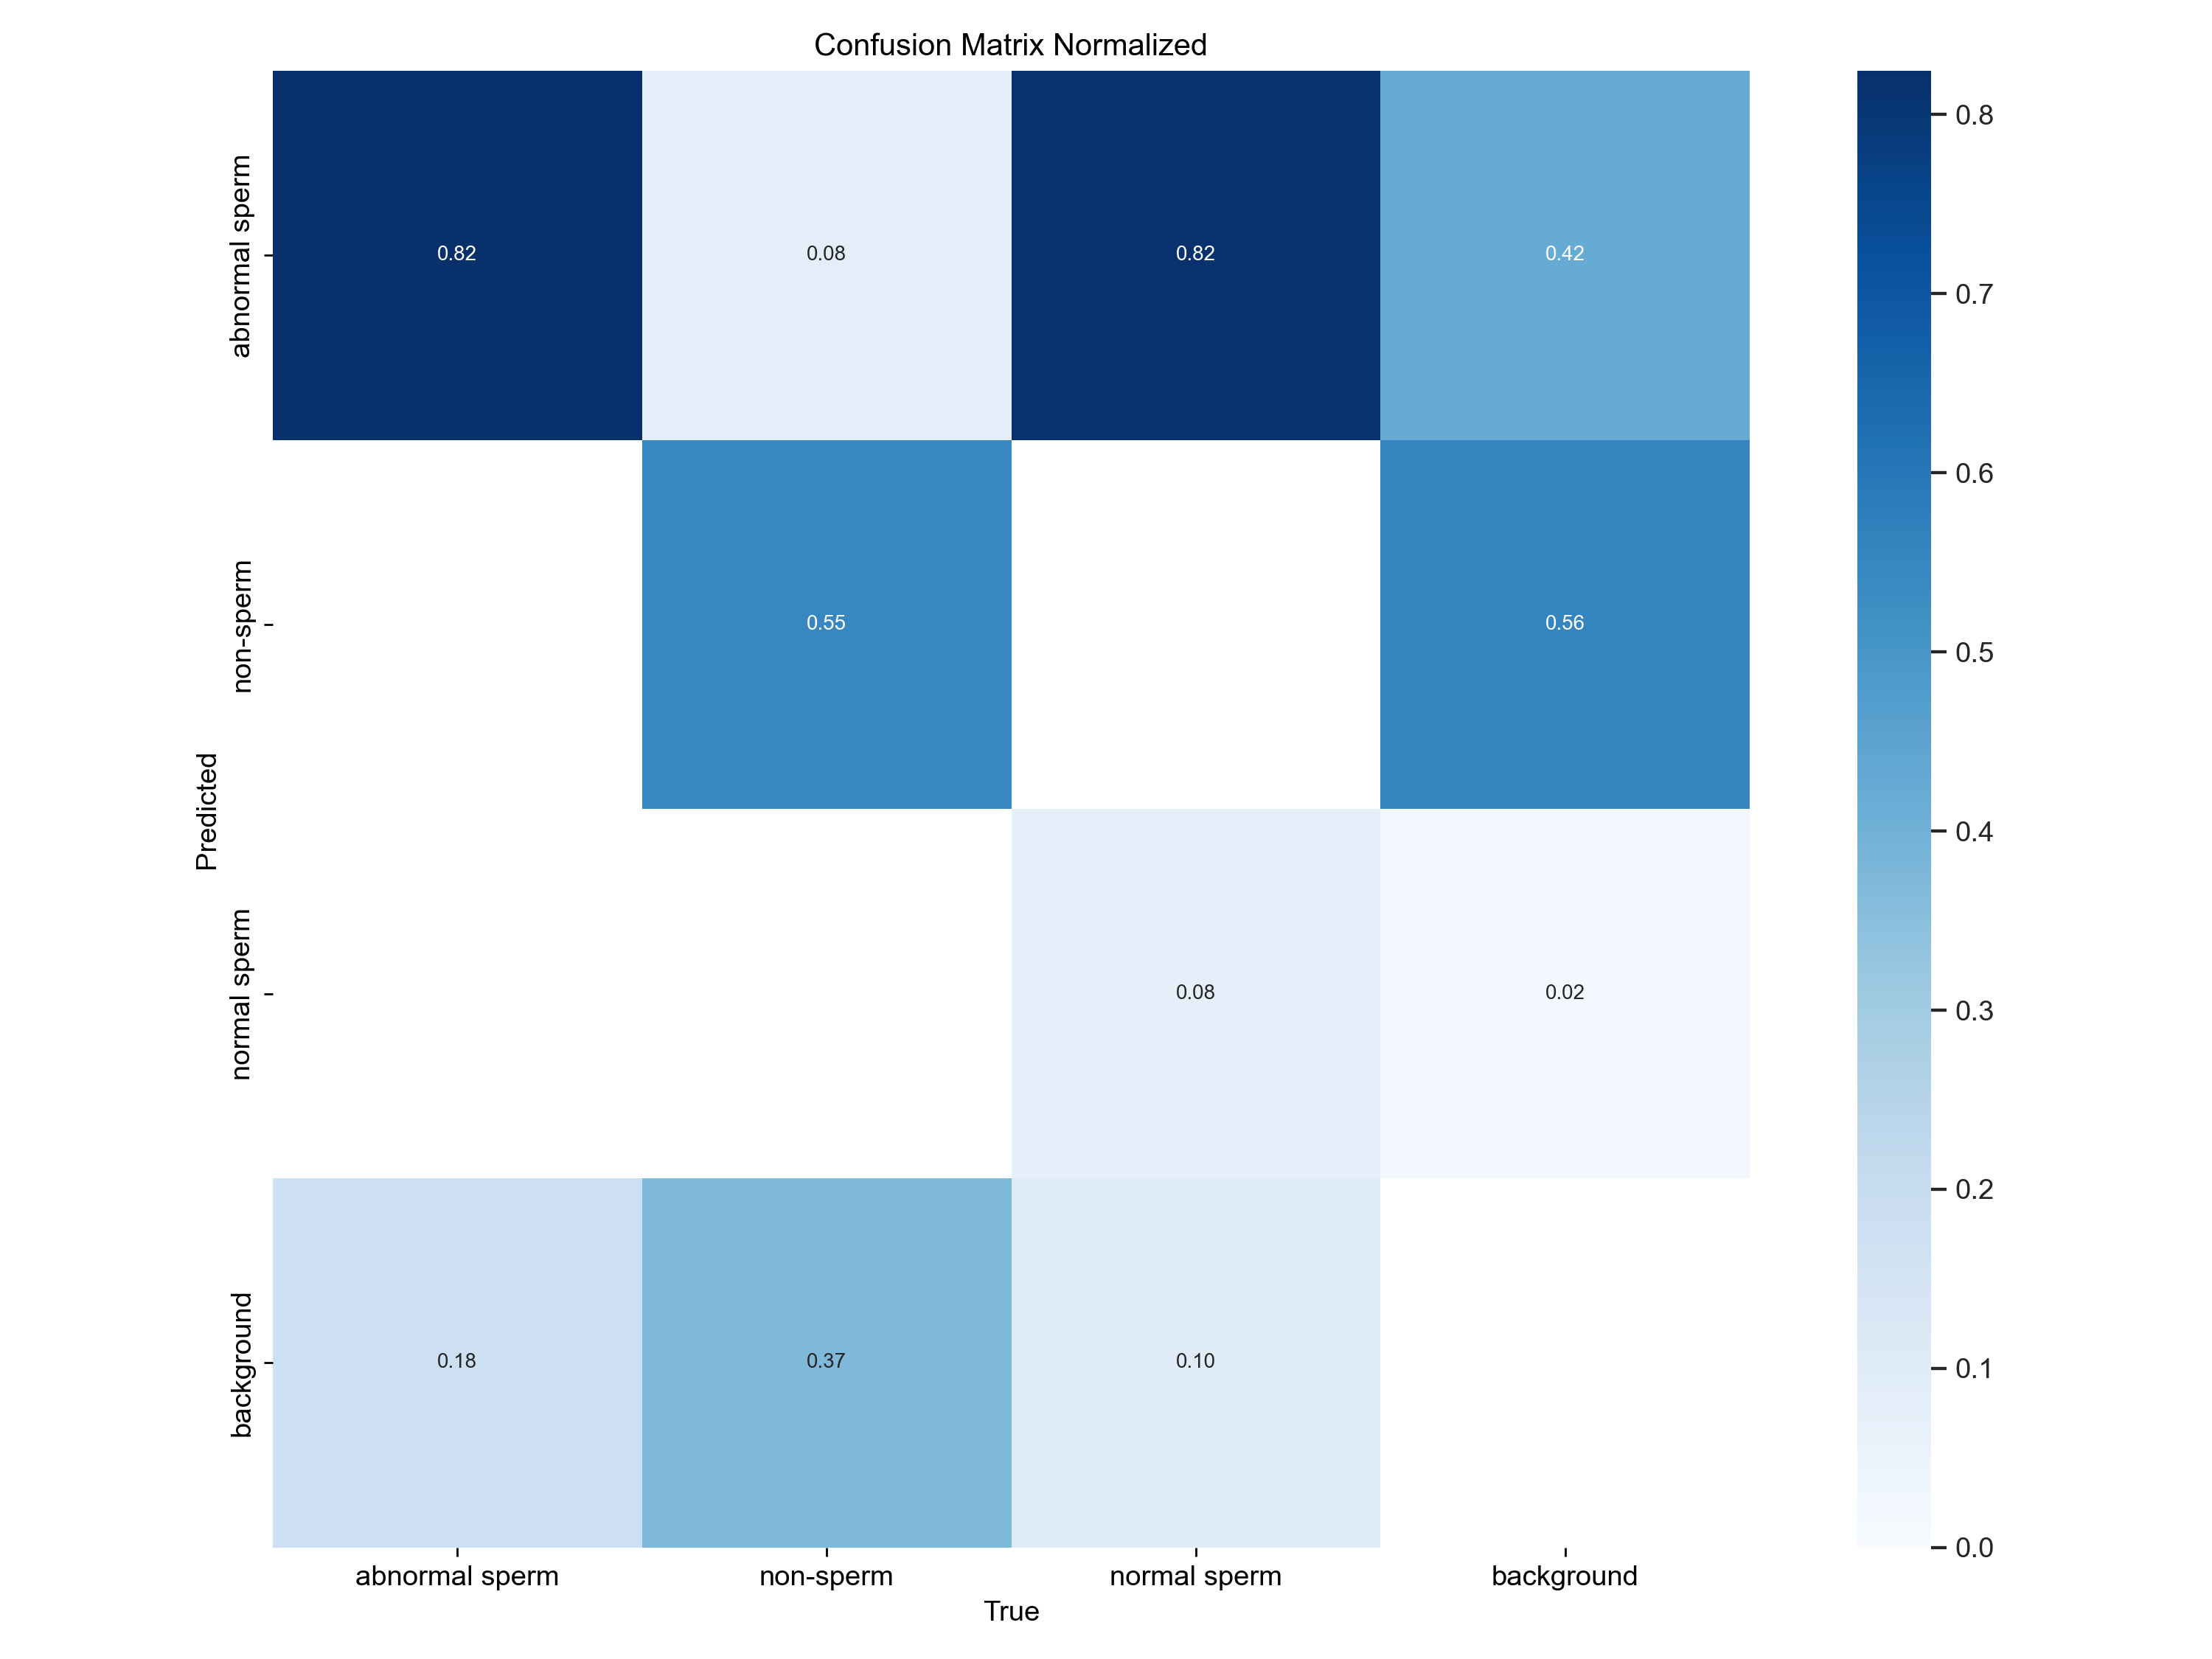 Confusion Matrix Normalized
abnormal sperm
0.82
0.08
0.82
0.42
non-sperm
0.55
0.56
normal sperm
0.08
0.02
background
0.18
0.37
0.10
Predicted
abnormal sperm
non-sperm
normal sperm
background
True
0.8
0.7
0.6
0.5
0.4
0.3
0.2
0.1
0.0